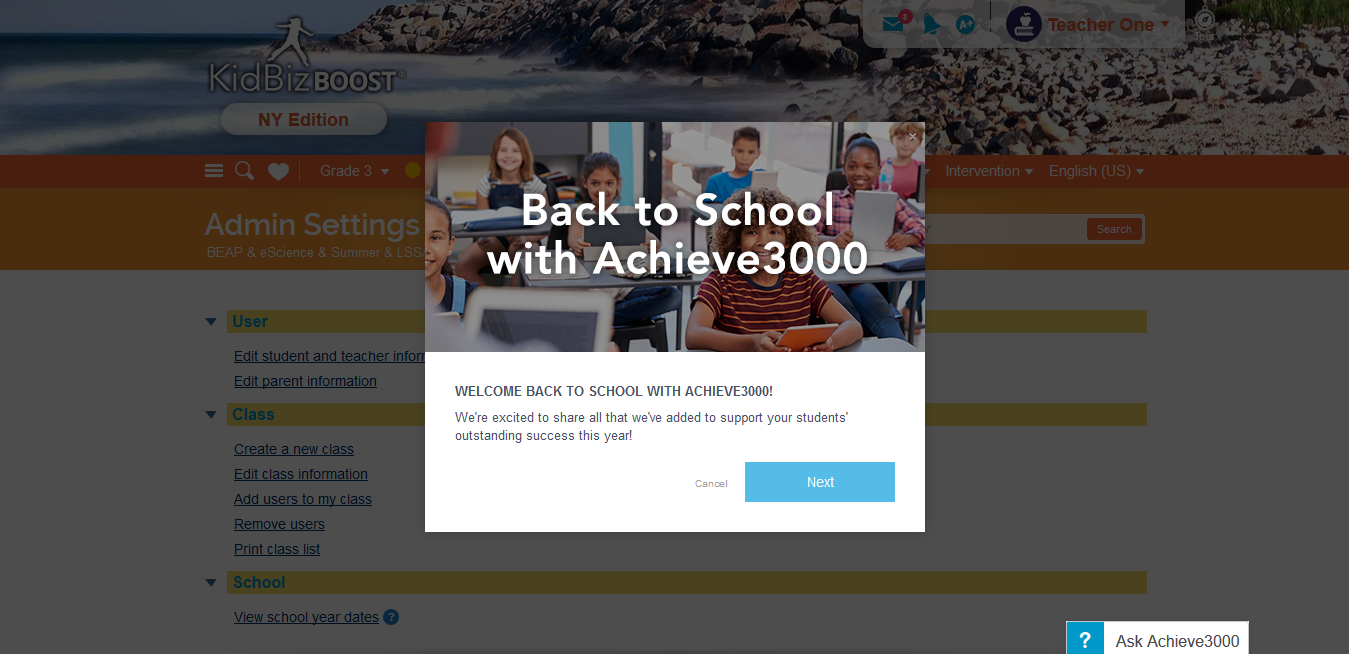 3
A+
Teacher One
KidBizBOOST®
NY Edition
Grade 3
Intervention
English (US)
Admin Settings
BEAP & eScience & Summer & LSS
Search
×
Back to School
with Achieve3000
User
Edit student and teacher infor
Edit parent information
WELCOME BACK TO SCHOOL WITH ACHIEVE3000!
We're excited to share all that we've added to support your students'
outstanding success this year!
Cancel
Next
Class
Create a new class
Edit class information
Add users to my class
Remove users
Print class list
School
View school year dates ?
? Ask Achieve3000